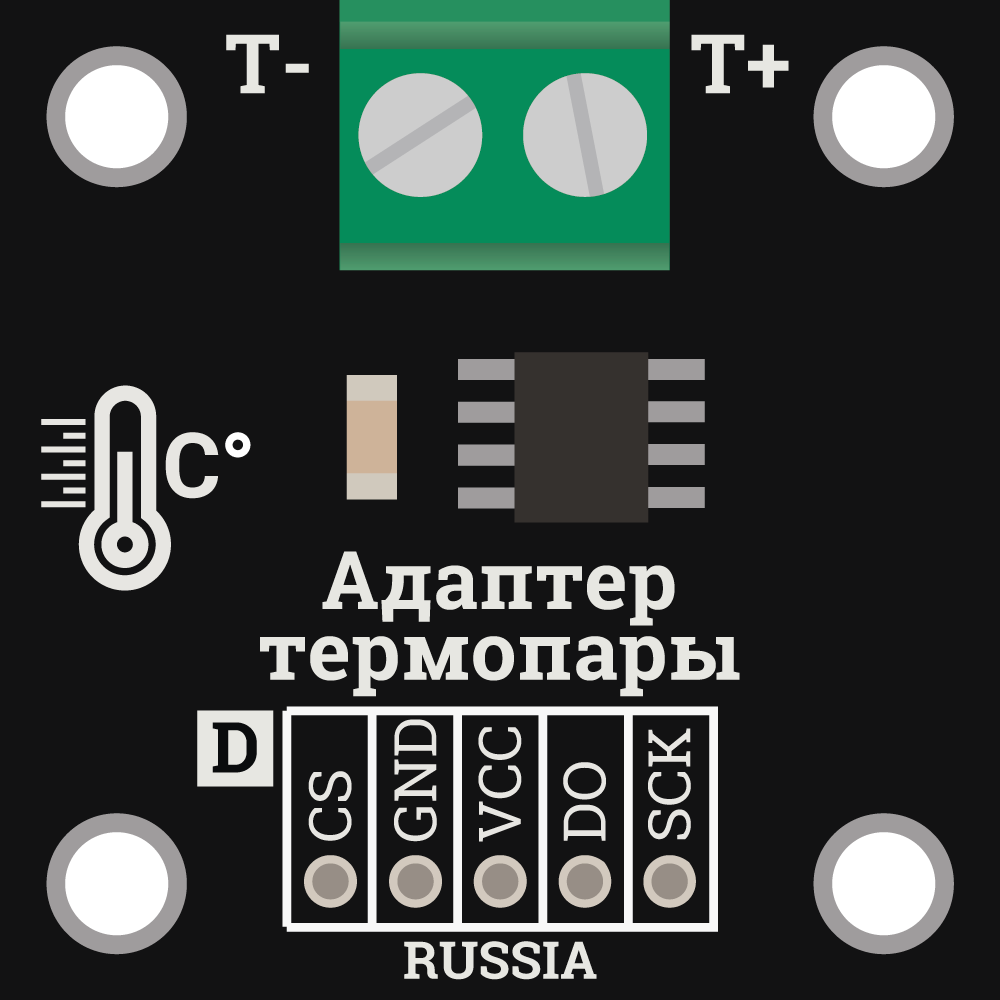 T- T+
C°
Адаптер
термопары
D CS GND VCC DO SCK
RUSSIA